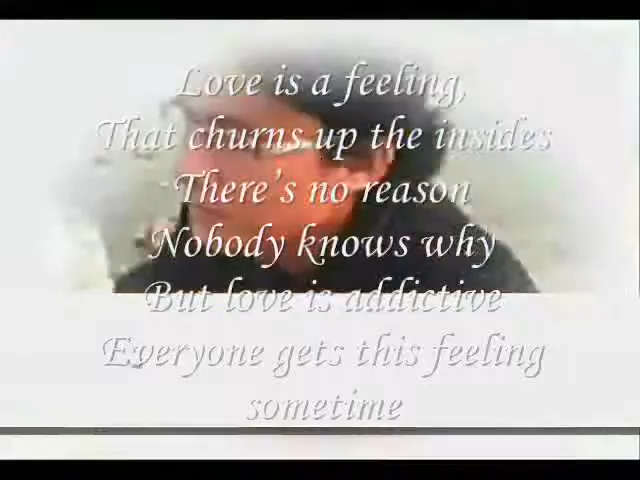 Love is a feeling,
That churns up the insides
There's no reason
Nobody knows why
But love is addictive
Everyone gets this feeling
sometime